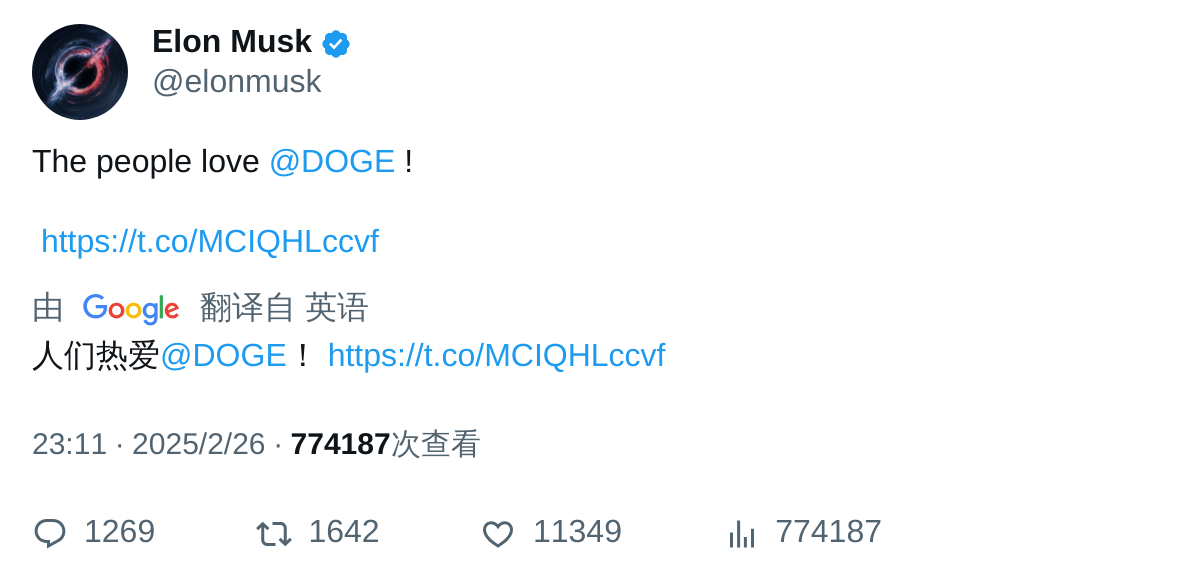 Elon Musk
@elonmusk
The people love @DOGE !
https://t.co/MCIQHLccvf
由 Google 翻译自 英语
人们热爱@DOGE！ https://t.co/MCIQHLccvf
23:11 · 2025/2/26 · 774187次查看
1269 1642 11349 774187